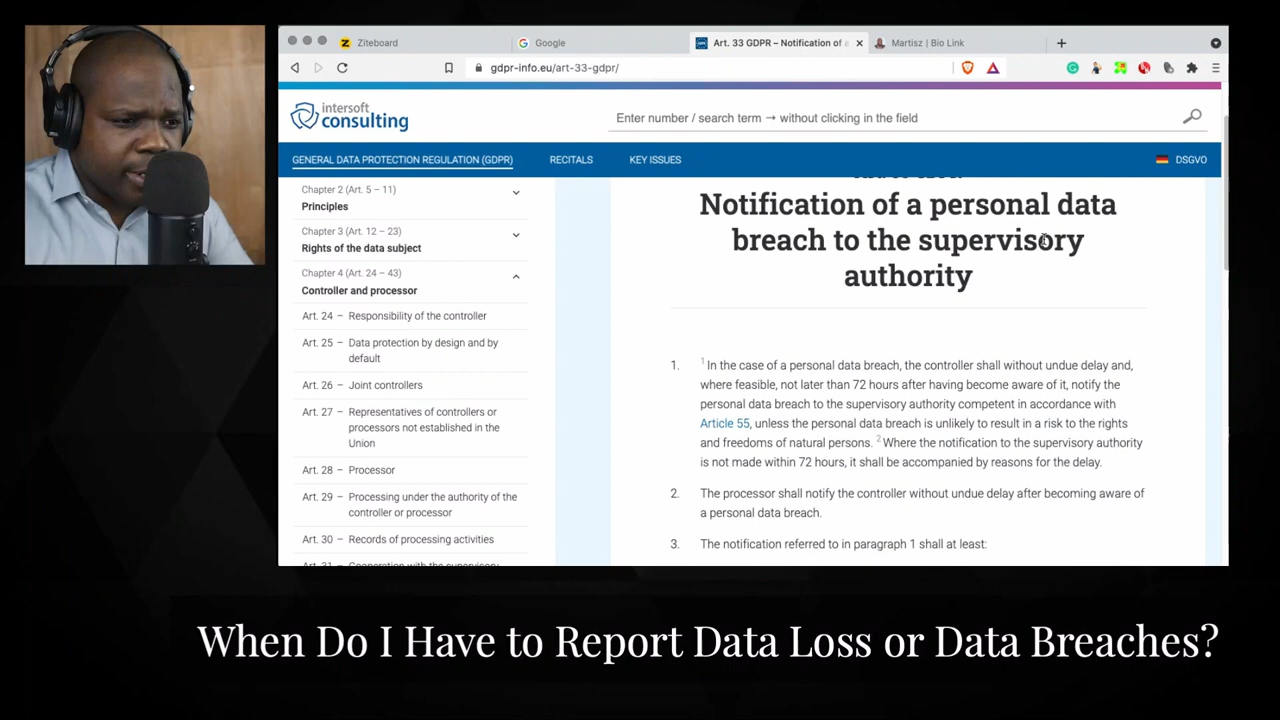 Ziteboard
Google
Art. 33 GDPR – Notification of a
Martisz | Bio Link
gdpr-info.eu/art-33-gdpr/
intersoft
consulting
Enter number / search term → without clicking in the field
GENERAL DATA PROTECTION REGULATION (GDPR)
RECITALS
KEY ISSUES
DSGVO
Chapter 2 (Art. 5 – 11)
Principles
Chapter 3 (Art. 12 – 23)
Rights of the data subject
Chapter 4 (Art. 24 – 43)
Controller and processor
Art. 24 – Responsibility of the controller
Art. 25 – Data protection by design and by
default
Art. 26 – Joint controllers
Art. 27 – Representatives of controllers or
processors not established in the
Union
Art. 28 – Processor
Art. 29 – Processing under the authority of the
controller or processor
Art. 30 – Records of processing activities
Art. 31 – Cooperation with the supervisory
Notification of a personal data
breach to the supervisory
authority
1. 1 In the case of a personal data breach, the controller shall without undue delay and,
where feasible, not later than 72 hours after having become aware of it, notify the
personal data breach to the supervisory authority competent in accordance with
Article 55, unless the personal data breach is unlikely to result in a risk to the rights
and freedoms of natural persons. 2 Where the notification to the supervisory authority
is not made within 72 hours, it shall be accompanied by reasons for the delay.
2. The processor shall notify the controller without undue delay after becoming aware of
a personal data breach.
3. The notification referred to in paragraph 1 shall at least:
When Do I Have to Report Data Loss or Data Breaches?